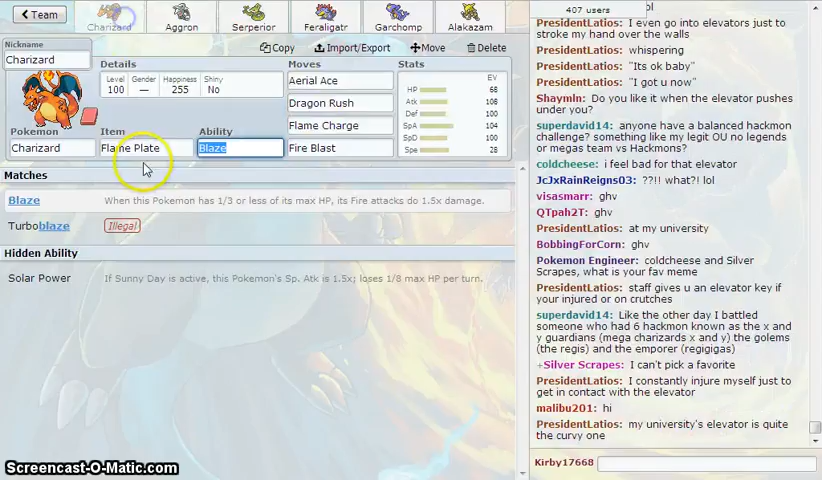 Team
Charizard
Aggron
Serperior
Feraligatr
Garchomp
Alakazam
Nickname
Charizard
Copy
Import/Export
Move
Delete
Details
Level
100
Gender
—
Happiness
255
Shiny
No
Moves
Aerial Ace
Dragon Rush
Flame Charge
Fire Blast
Stats
EV
HP 68
Atk 106
Def 100
SpA 104
SpD 100
Spe 28
Pokemon
Charizard
Item
Flame Plate
Ability
Blaze
Matches
Blaze When this Pokemon has 1/3 or less of its max HP, its Fire attacks do 1.5x damage.
Turboblaze Illegal
Hidden Ability
Solar Power If Sunny Day is active, this Pokemon's Sp. Atk is 1.5x; loses 1/8 max HP per turn.
407 users
PresidentLatios: I even go into elevators just to
stroke my hand over the walls
PresidentLatios: whispering
PresidentLatios: "Its ok baby"
PresidentLatios: "I got u now"
Shaymin: Do you like it when the elevator pushes
under you?
superdavid14: anyone have a balanced hackmon
challenge? something like my legit OU no legends
or megas team vs Hackmons?
coldcheese: i feel bad for that elevator
JcJxRainReigns03: ??!! what?! lol
visasmarr: ghv
QTpah2T: ghv
PresidentLatios: at my university
BobbingForCorn: ghv
Pokemon Engineer: coldcheese and Silver
Scrapes, what is your fav meme
PresidentLatios: staff gives u an elevator key if
your injured or on crutches
superdavid14: Like the other day I battled
someone who had 6 hackmon known as the x and
y guardians (mega charizards x and y) the golems
(the regis) and the emporer (regigigas)
+Silver Scrapes: I can't pick a favorite
PresidentLatios: I constantly injure myself just to
get in contact with the elevator
malibu201: hi
PresidentLatios: my university's elevator is quite
the curvy one
Kirby17668
Screencast-O-Matic.com